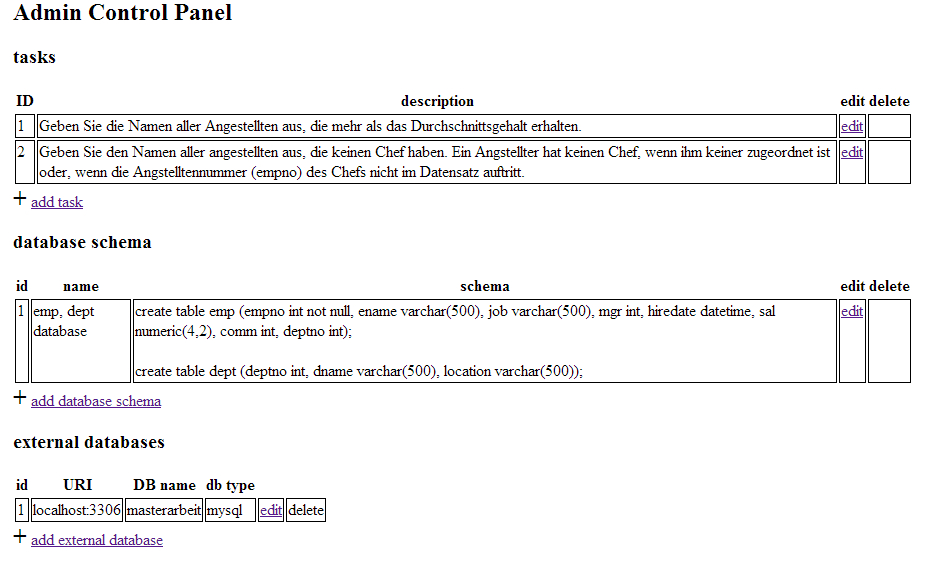 Admin Control Panel
tasks
ID description edit delete
1 Geben Sie die Namen aller Angestellten aus, die mehr als das Durchschnittsgehalt erhalten. edit
2 Geben Sie den Namen aller angestellten aus, die keinen Chef haben. Ein Angstellter hat keinen Chef, wenn ihm keiner zugeordnet ist edit
oder, wenn die Angstelltennummer (empno) des Chefs nicht im Datensatz auftritt.
+ add task
database schema
id name schema edit delete
1 emp, dept create table emp (empno int not null, ename varchar(500), job varchar(500), mgr int, hiredate datetime, sal edit
database numeric(4,2), comm int, deptno int);
create table dept (deptno int, dname varchar(500), location varchar(500));
+ add database schema
external databases
id URI DB name db type
1 localhost:3306 masterarbeit mysql edit delete
+ add external database